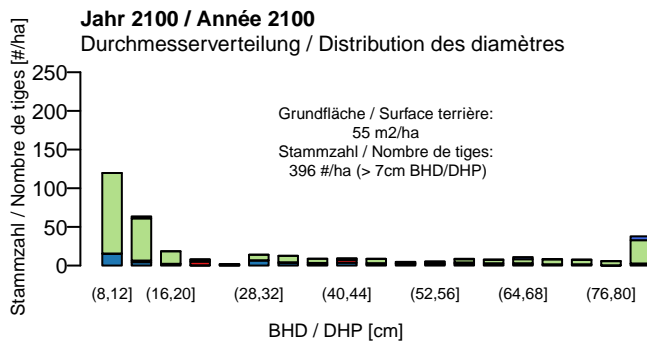 Jahr 2100 / Année 2100
Durchmesserverteilung / Distribution des diamètres
Stammzahl / Nombre de tiges [#/ha]
250
200
150
100
50
0
Grundfläche / Surface terrière:
55 m2/ha
Stammzahl / Nombre de tiges:
396 #/ha (> 7cm BHD/DHP)
(8,12] (16,20] (28,32] (40,44] (52,56] (64,68] (76,80]
BHD / DHP [cm]